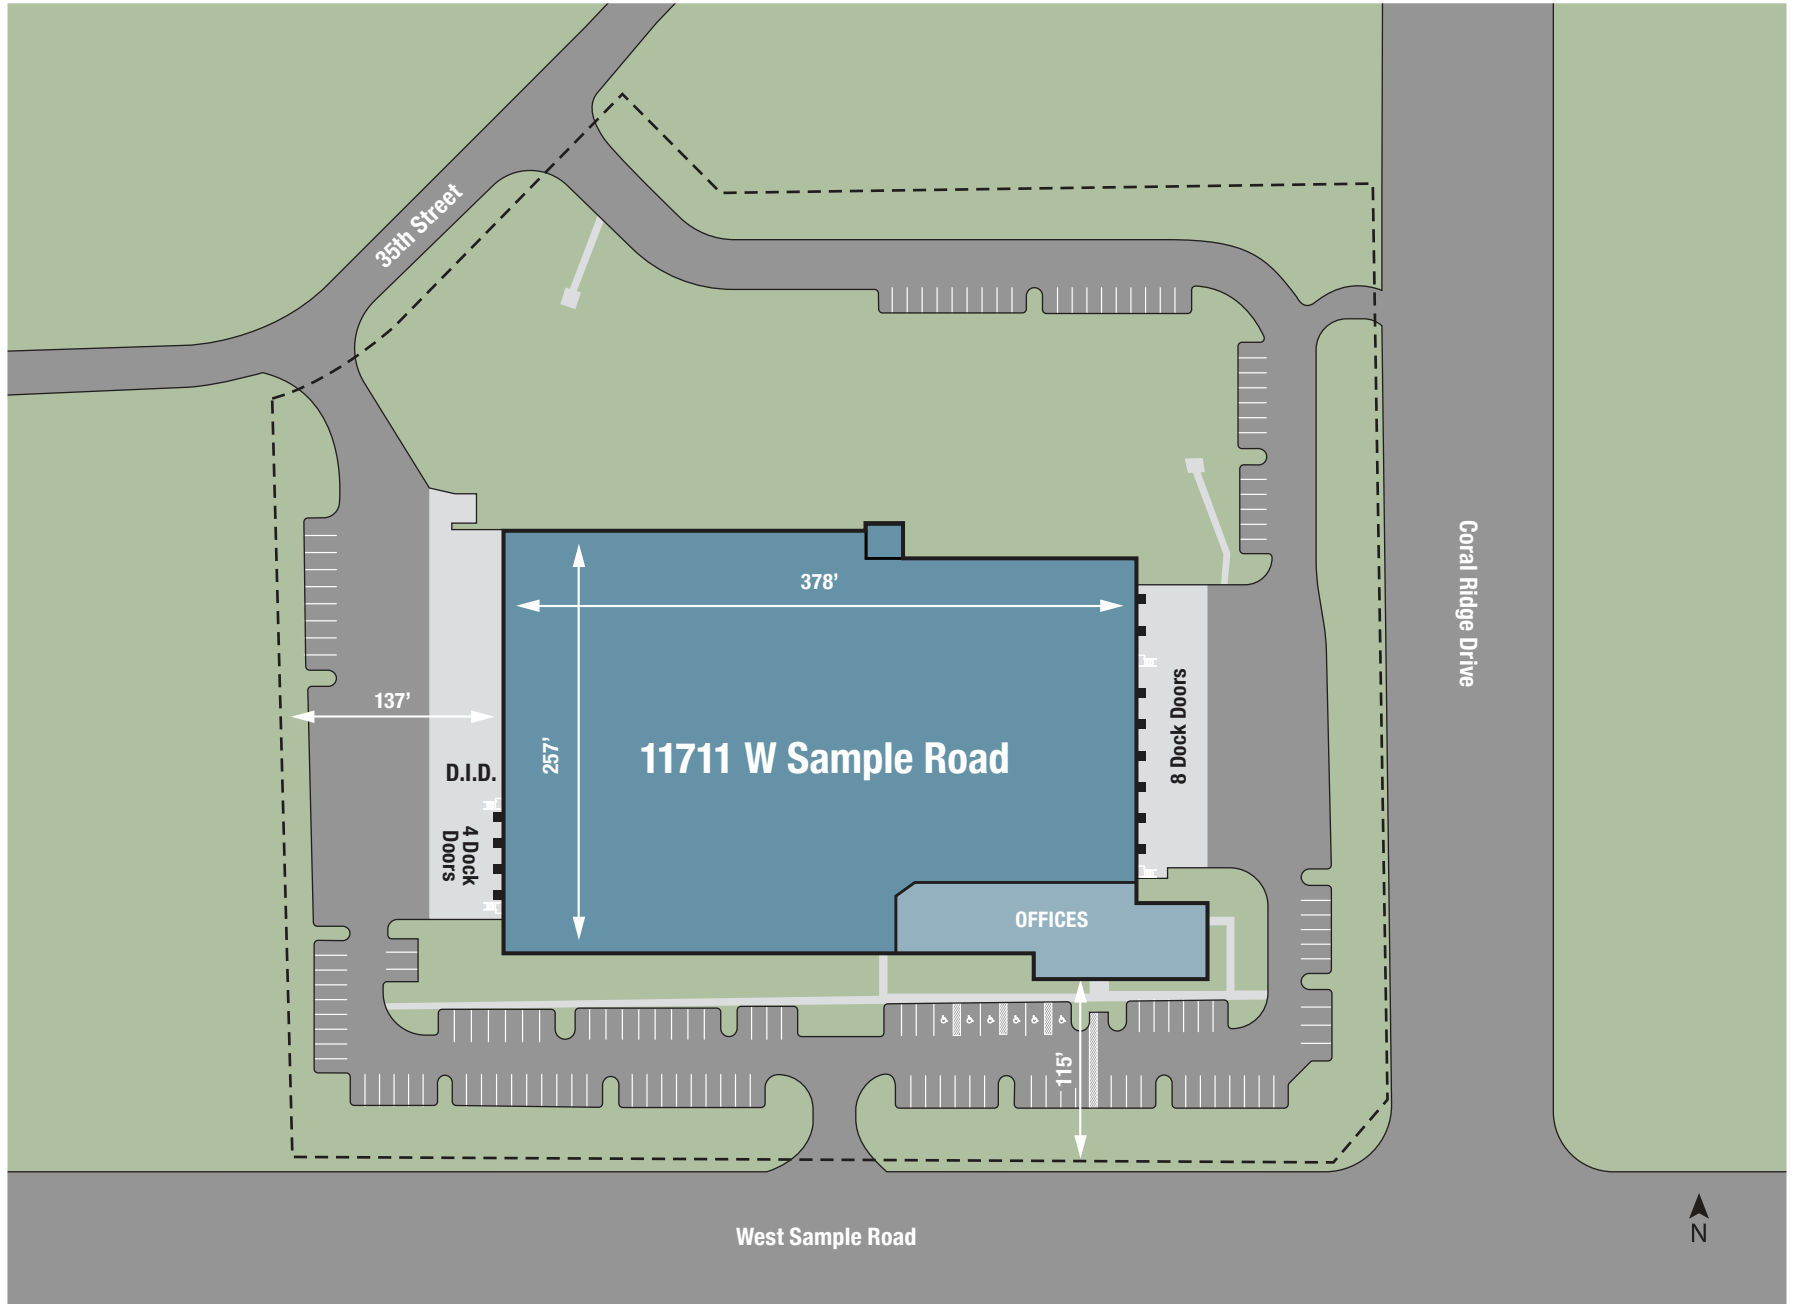 35th Street
378’
137’
257’
11711 W Sample Road
D.I.D.
4 Dock
Doors
8 Dock Doors
OFFICES
115’
Coral Ridge Drive
West Sample Road
N